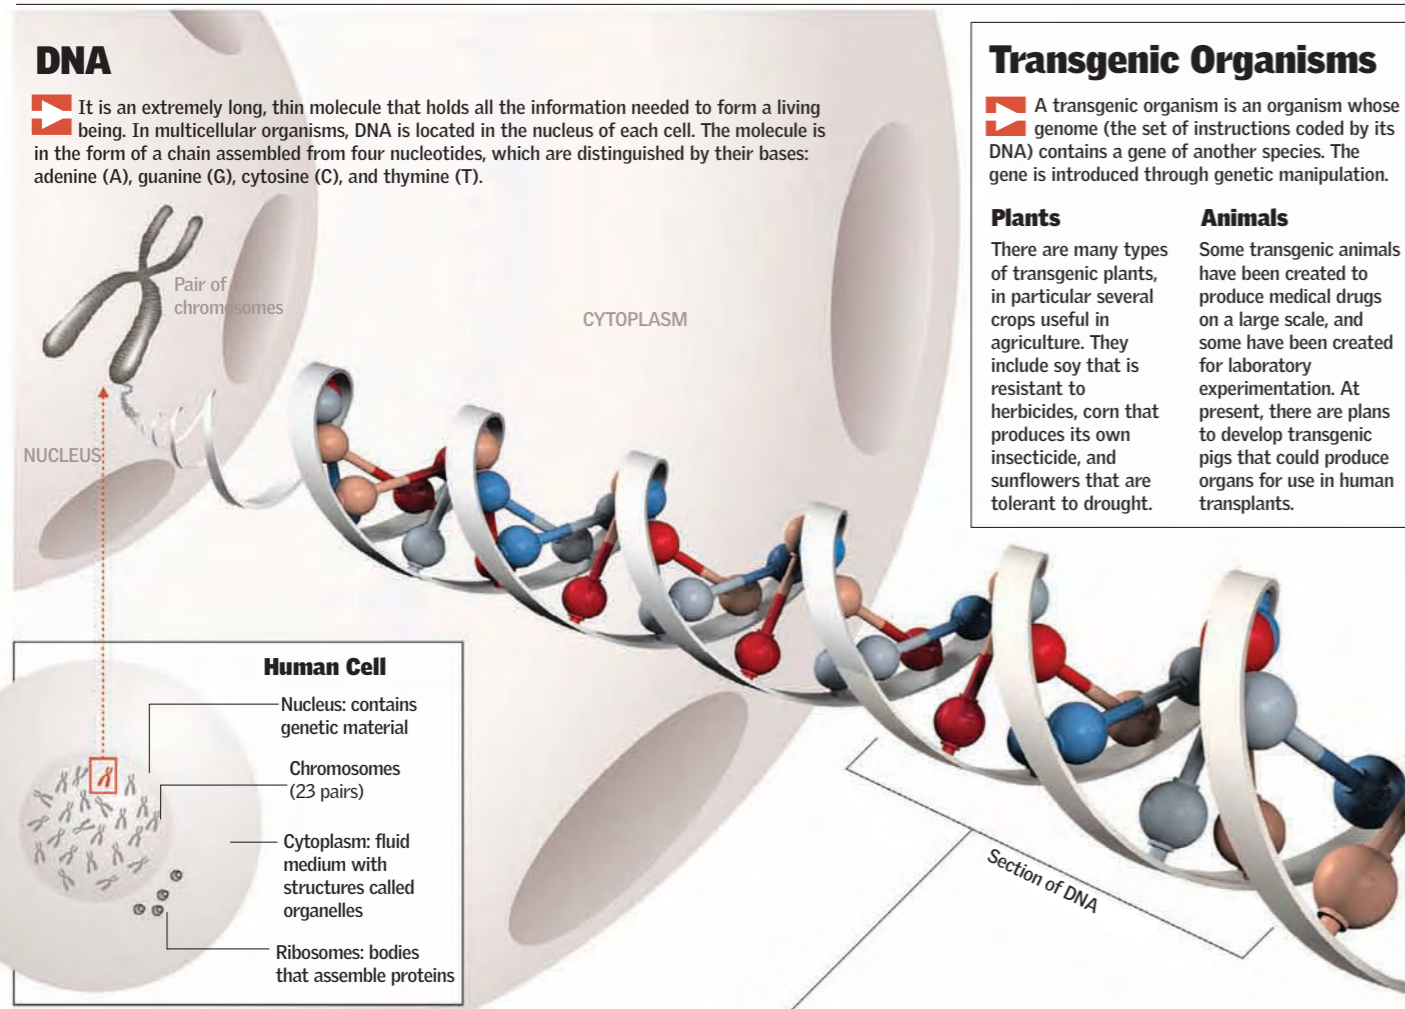 DNA
It is an extremely long, thin molecule that holds all the information needed to form a living
being. In multicellular organisms, DNA is located in the nucleus of each cell. The molecule is
in the form of a chain assembled from four nucleotides, which are distinguished by their bases:
adenine (A), guanine (G), cytosine (C), and thymine (T).
Pair of
chromosomes
CYTOPLASM
NUCLEUS
Human Cell
Nucleus: contains
genetic material
Chromosomes
(23 pairs)
Cytoplasm: fluid
medium with
structures called
organelles
Ribosomes: bodies
that assemble proteins
Section of DNA
Transgenic Organisms
A transgenic organism is an organism whose
genome (the set of instructions coded by its
DNA) contains a gene of another species. The
gene is introduced through genetic manipulation.
Plants
There are many types
of transgenic plants,
in particular several
crops useful in
agriculture. They
include soy that is
resistant to
herbicides, corn that
produces its own
insecticide, and
sunflowers that are
tolerant to drought.
Animals
Some transgenic animals
have been created to
produce medical drugs
on a large scale, and
some have been created
for laboratory
experimentation. At
present, there are plans
to develop transgenic
pigs that could produce
organs for use in human
transplants.